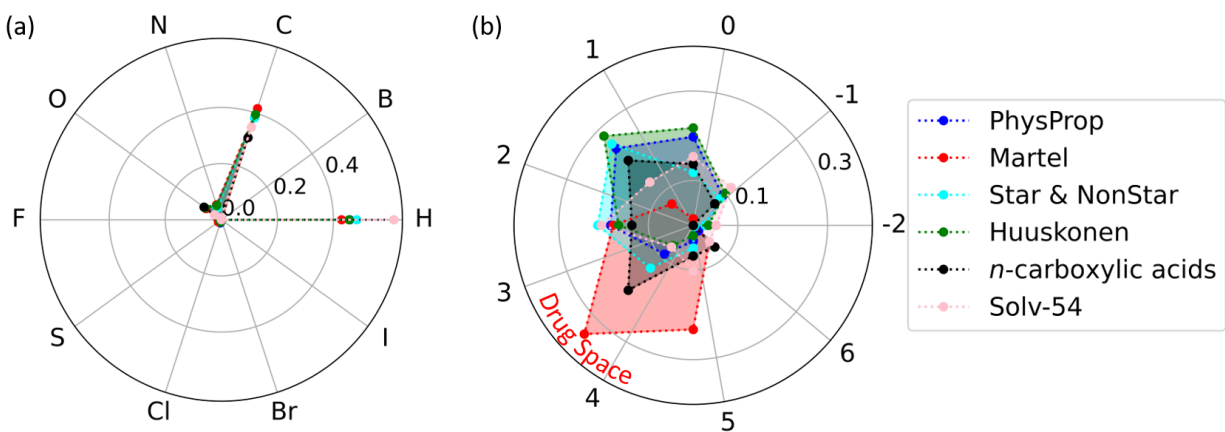 (a)
N
C
O
B
F
H
S
I
Cl
Br
0.0
0.2
0.4
(b)
0
1
-1
2
-2
3
6
4
5
0.1
0.3
Drug Space
PhysProp
Martel
Star & NonStar
Huuskonen
n-carboxylic acids
Solv-54